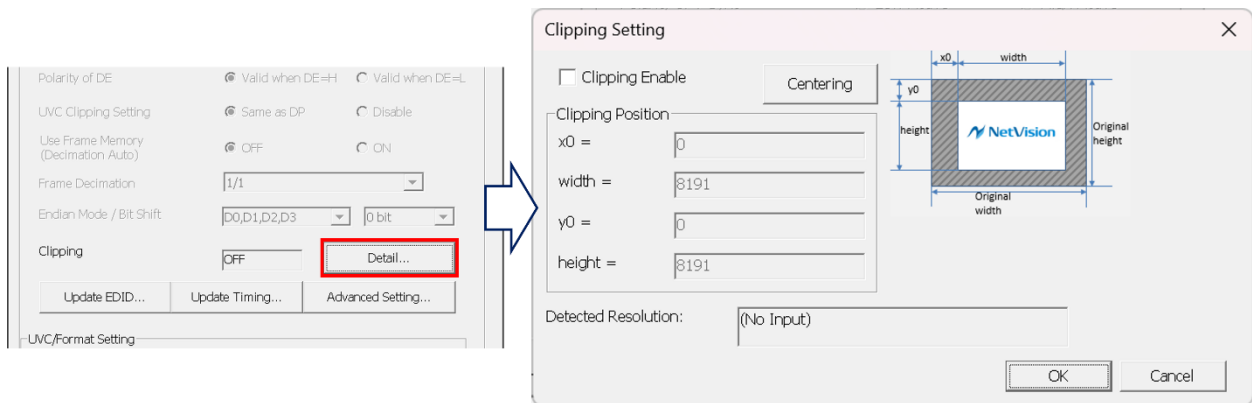 Polarity of DE
Valid when DE=H
Valid when DE=L
UVC Clipping Setting
Same as DP
Disable
Use Frame Memory
(Decimation Auto)
OFF
ON
Frame Decimation
1/1
Endian Mode / Bit Shift
D0,D1,D2,D3
0 bit
Clipping
OFF
Detail...
Update EDID...
Update Timing...
Advanced Setting...
UVC/Format Setting
Clipping Setting
Clipping Enable
Centering
Clipping Position
x0 =
0
width =
8191
y0 =
0
height =
8191
Detected Resolution:
(No Input)
OK
Cancel
x0
width
y0
height
NetVision
Original
height
Original
width